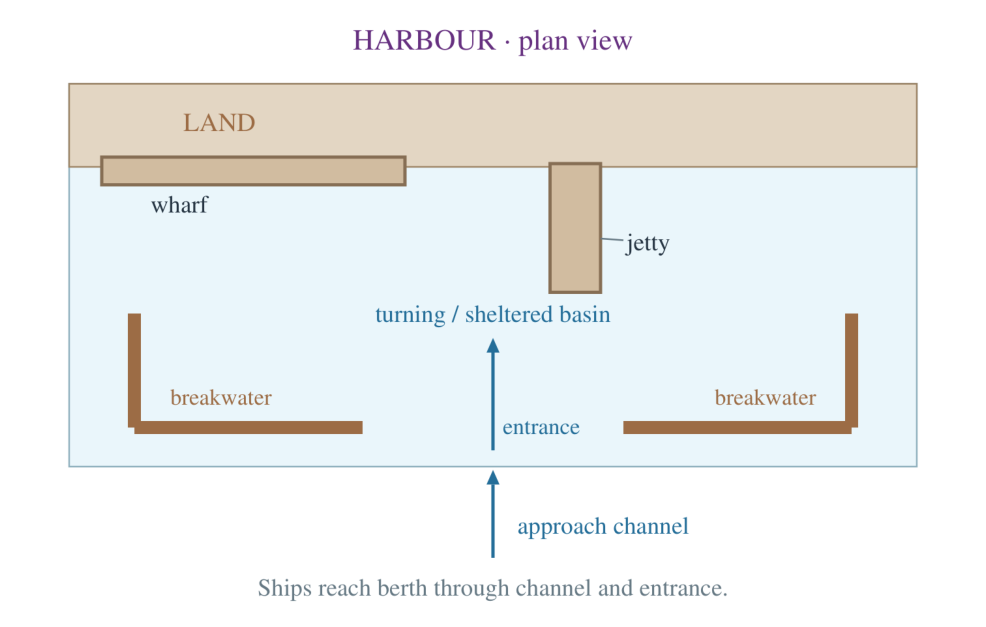 HARBOUR · plan view
LAND
wharf
jetty
turning / sheltered basin
breakwater
breakwater
entrance
approach channel
Ships reach berth through channel and entrance.